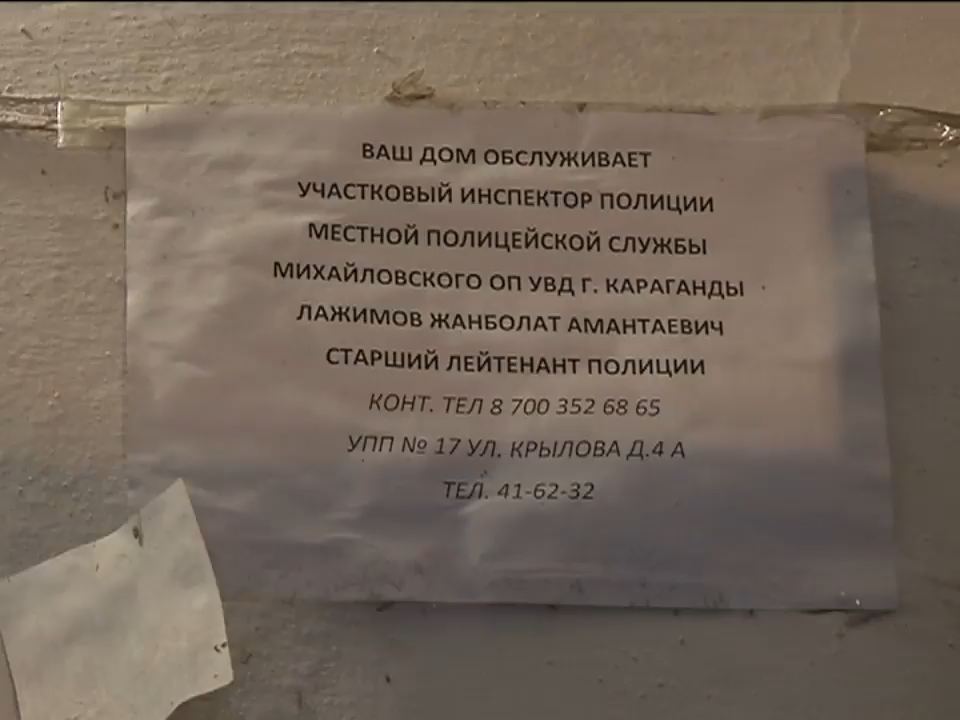 ВАШ ДОМ ОБСЛУЖИВАЕТ
УЧАСТКОВЫЙ ИНСПЕКТОР ПОЛИЦИИ
МЕСТНОЙ ПОЛИЦЕЙСКОЙ СЛУЖБЫ
МИХАЙЛОВСКОГО ОП УВД Г. КАРАГАНДЫ
ЛАЖИМОВ ЖАНБОЛАТ АМАНТАЕВИЧ
СТАРШИЙ ЛЕЙТЕНАНТ ПОЛИЦИИ
КОНТ. ТЕЛ 8 700 352 68 65
УПП № 17 УЛ. КРЫЛОВА Д.4 А
ТЕЛ. 41-62-32